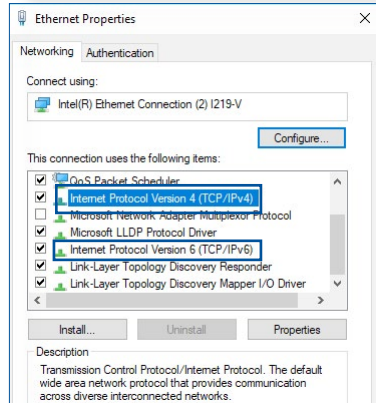 Ethernet Properties
Networking Authentication
Connect using:
Intel(R) Ethernet Connection (2) I219-V
Configure...
This connection uses the following items:
QoS Packet Scheduler
Internet Protocol Version 4 (TCP/IPv4)
Microsoft Network Adapter Multiplexor Protocol
Microsoft LLDP Protocol Driver
Internet Protocol Version 6 (TCP/IPv6)
Link-Layer Topology Discovery Responder
Link-Layer Topology Discovery Mapper I/O Driver
Install... Uninstall Properties
Description
Transmission Control Protocol/Internet Protocol. The default
wide area network protocol that provides communication
across diverse interconnected networks.